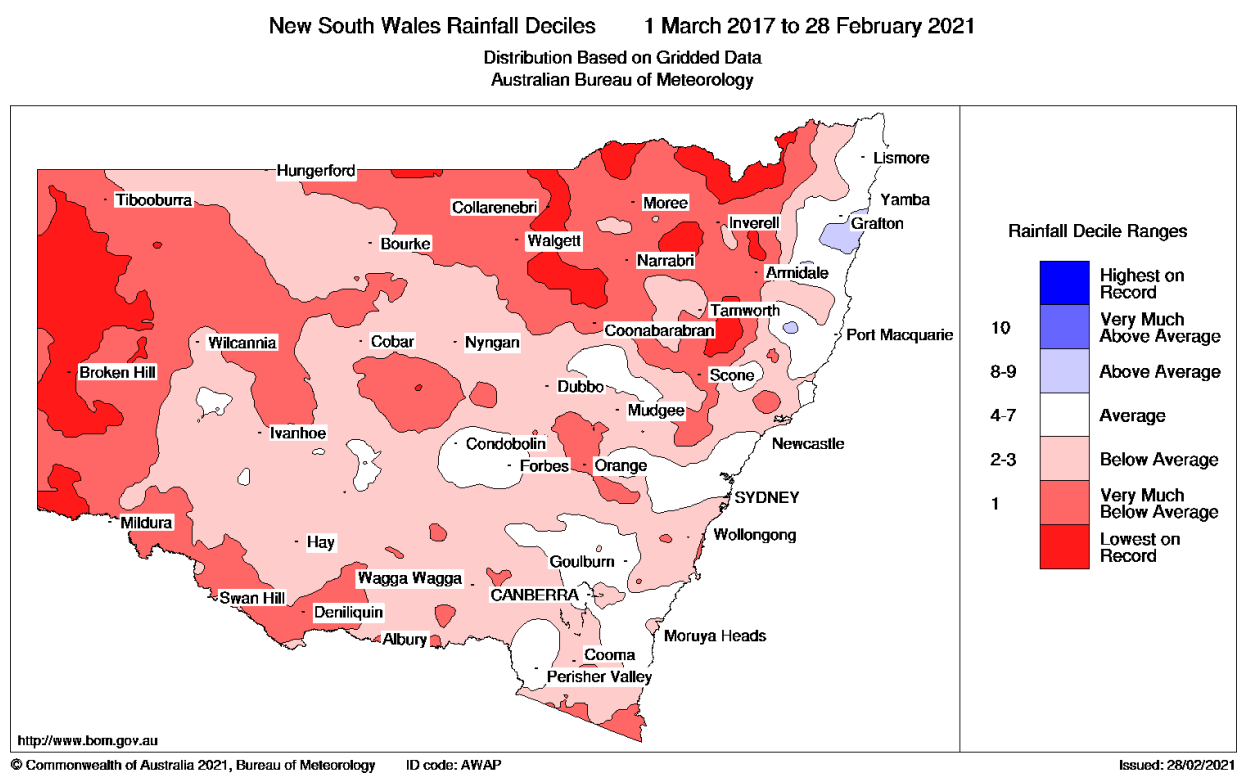 New South Wales Rainfall Deciles 1 March 2017 to 28 February 2021
Distribution Based on Gridded Data
Australian Bureau of Meteorology
Lismore
Hungerford
Tibooburra
Yamba
Moree
Collarenebri
Grafton
Inverell
Bourke
Walgett
Narrabri
Armidale
Tamworth
Coonabarabran
Port Macquarie
Wilcannia
Cobar
Nyngan
Broken Hill
Scone
Dubbo
Mudgee
Ivanhoe
Condobolin
Newcastle
Forbes
Orange
SYDNEY
Mildura
Wollongong
Hay
Goulburn
Wagga Wagga
CANBERRA
Swan Hill
Deniliquin
Albury
Moruya Heads
Cooma
Perisher Valley
Rainfall Decile Ranges
Highest on
Record
10 Very Much
Above Average
8-9 Above Average
4-7 Average
2-3 Below Average
1 Very Much
Below Average
Lowest on
Record
http://www.bom.gov.au
© Commonwealth of Australia 2021, Bureau of Meteorology ID code: AWAP Issued: 28/02/2021